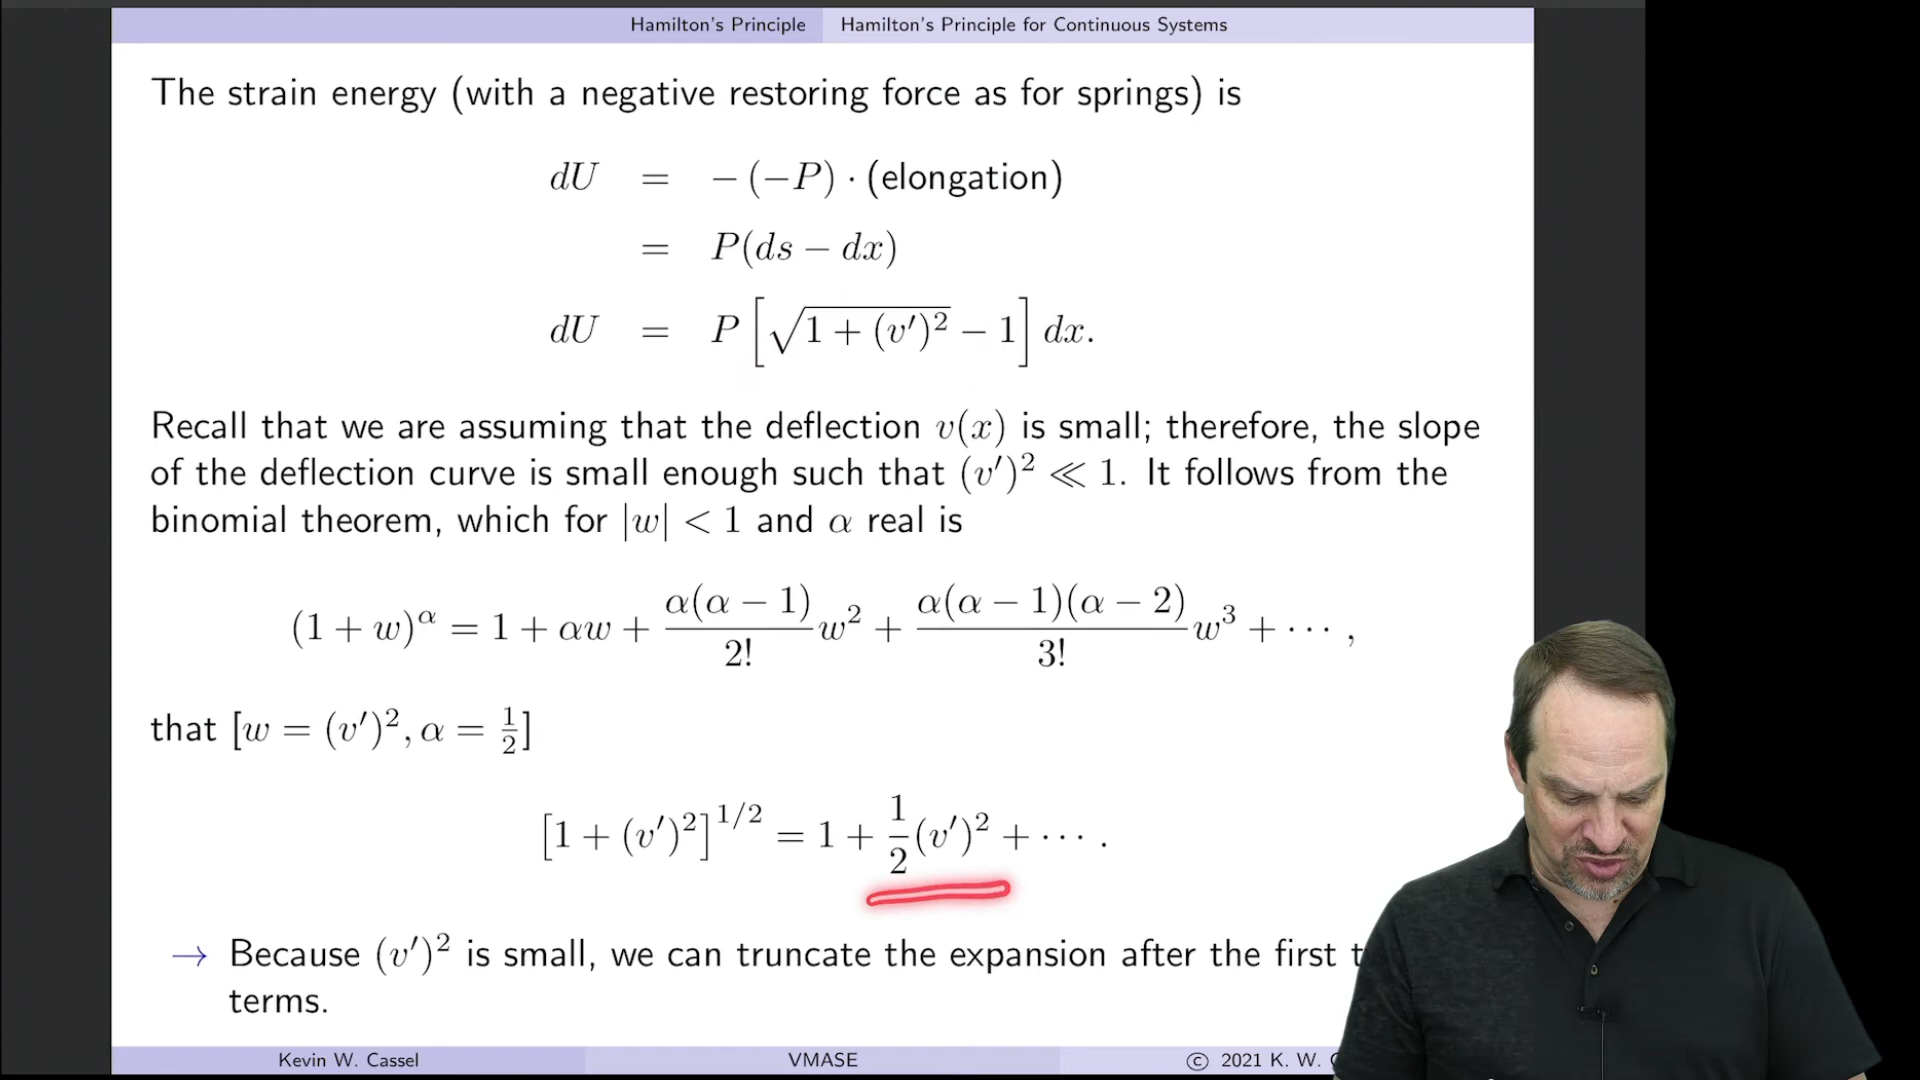 Hamilton's Principle Hamilton's Principle for Continuous Systems
The strain energy (with a negative restoring force as for springs) is
dU = − (−P) · (elongation)
= P(ds − dx)
dU = P [√(1 + (v′)²) − 1] dx.
Recall that we are assuming that the deflection v(x) is small; therefore, the slope
of the deflection curve is small enough such that (v′)² ≪ 1. It follows from the
binomial theorem, which for |w| < 1 and α real is
(1 + w)^α = 1 + αw + α(α − 1)/2! w² + α(α − 1)(α − 2)/3! w³ + ⋯ ,
that [w = (v′)², α = 1/2]
[1 + (v′)²]^1/2 = 1 + 1/2 (v′)² + ⋯ .
→ Because (v′)² is small, we can truncate the expansion after the first
terms.
Kevin W. Cassel VMASE © 2021 K. W.